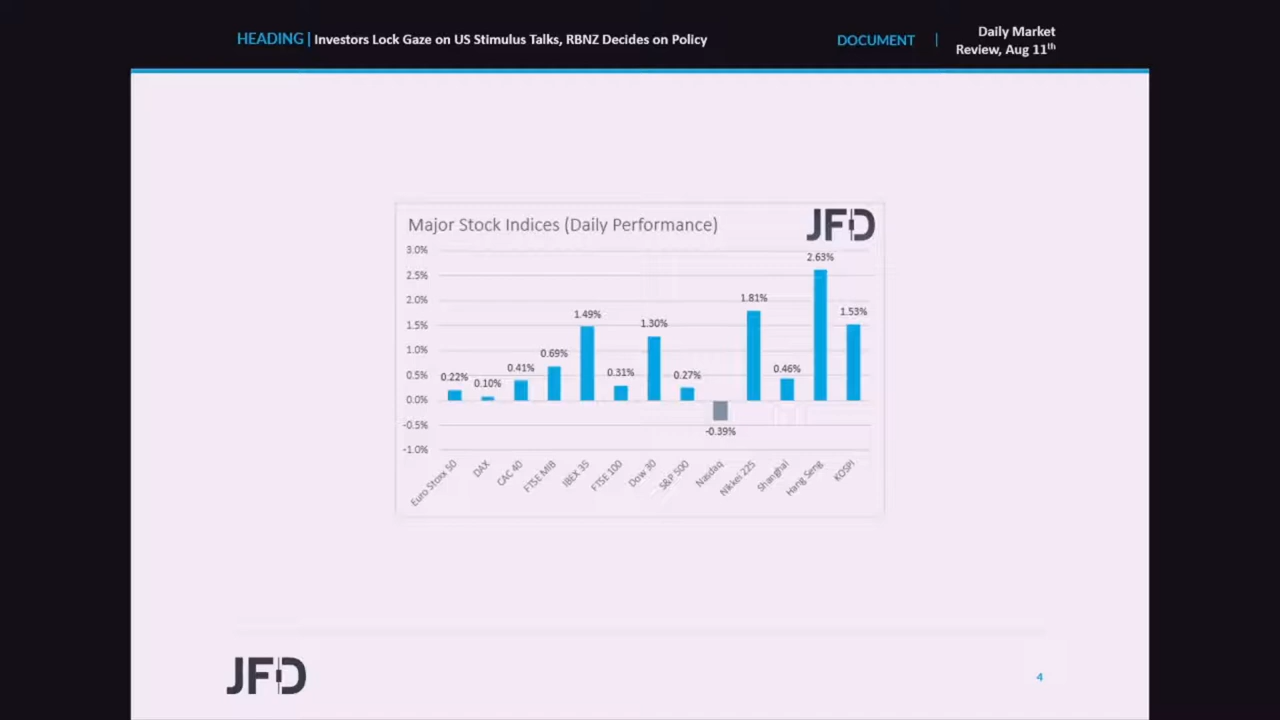 HEADING | Investors Lock Gaze on US Stimulus Talks, RBNZ Decides on Policy
DOCUMENT | Daily Market
Review, Aug 11th
Major Stock Indices (Daily Performance)
JFD
3.0%
2.5%
2.0%
1.5%
1.0%
0.5%
0.0%
-0.5%
-1.0%
0.22%
0.10%
0.41%
0.69%
1.49%
0.31%
1.30%
0.27%
-0.39%
1.81%
0.46%
2.63%
1.53%
Euro Stoxx 50
DAX
CAC 40
FTSE MIB
IBEX 35
FTSE 100
Dow 30
S&P 500
Nasdaq
Nikkei 225
Shanghai
Hang Seng
KOSPI
JFD
4